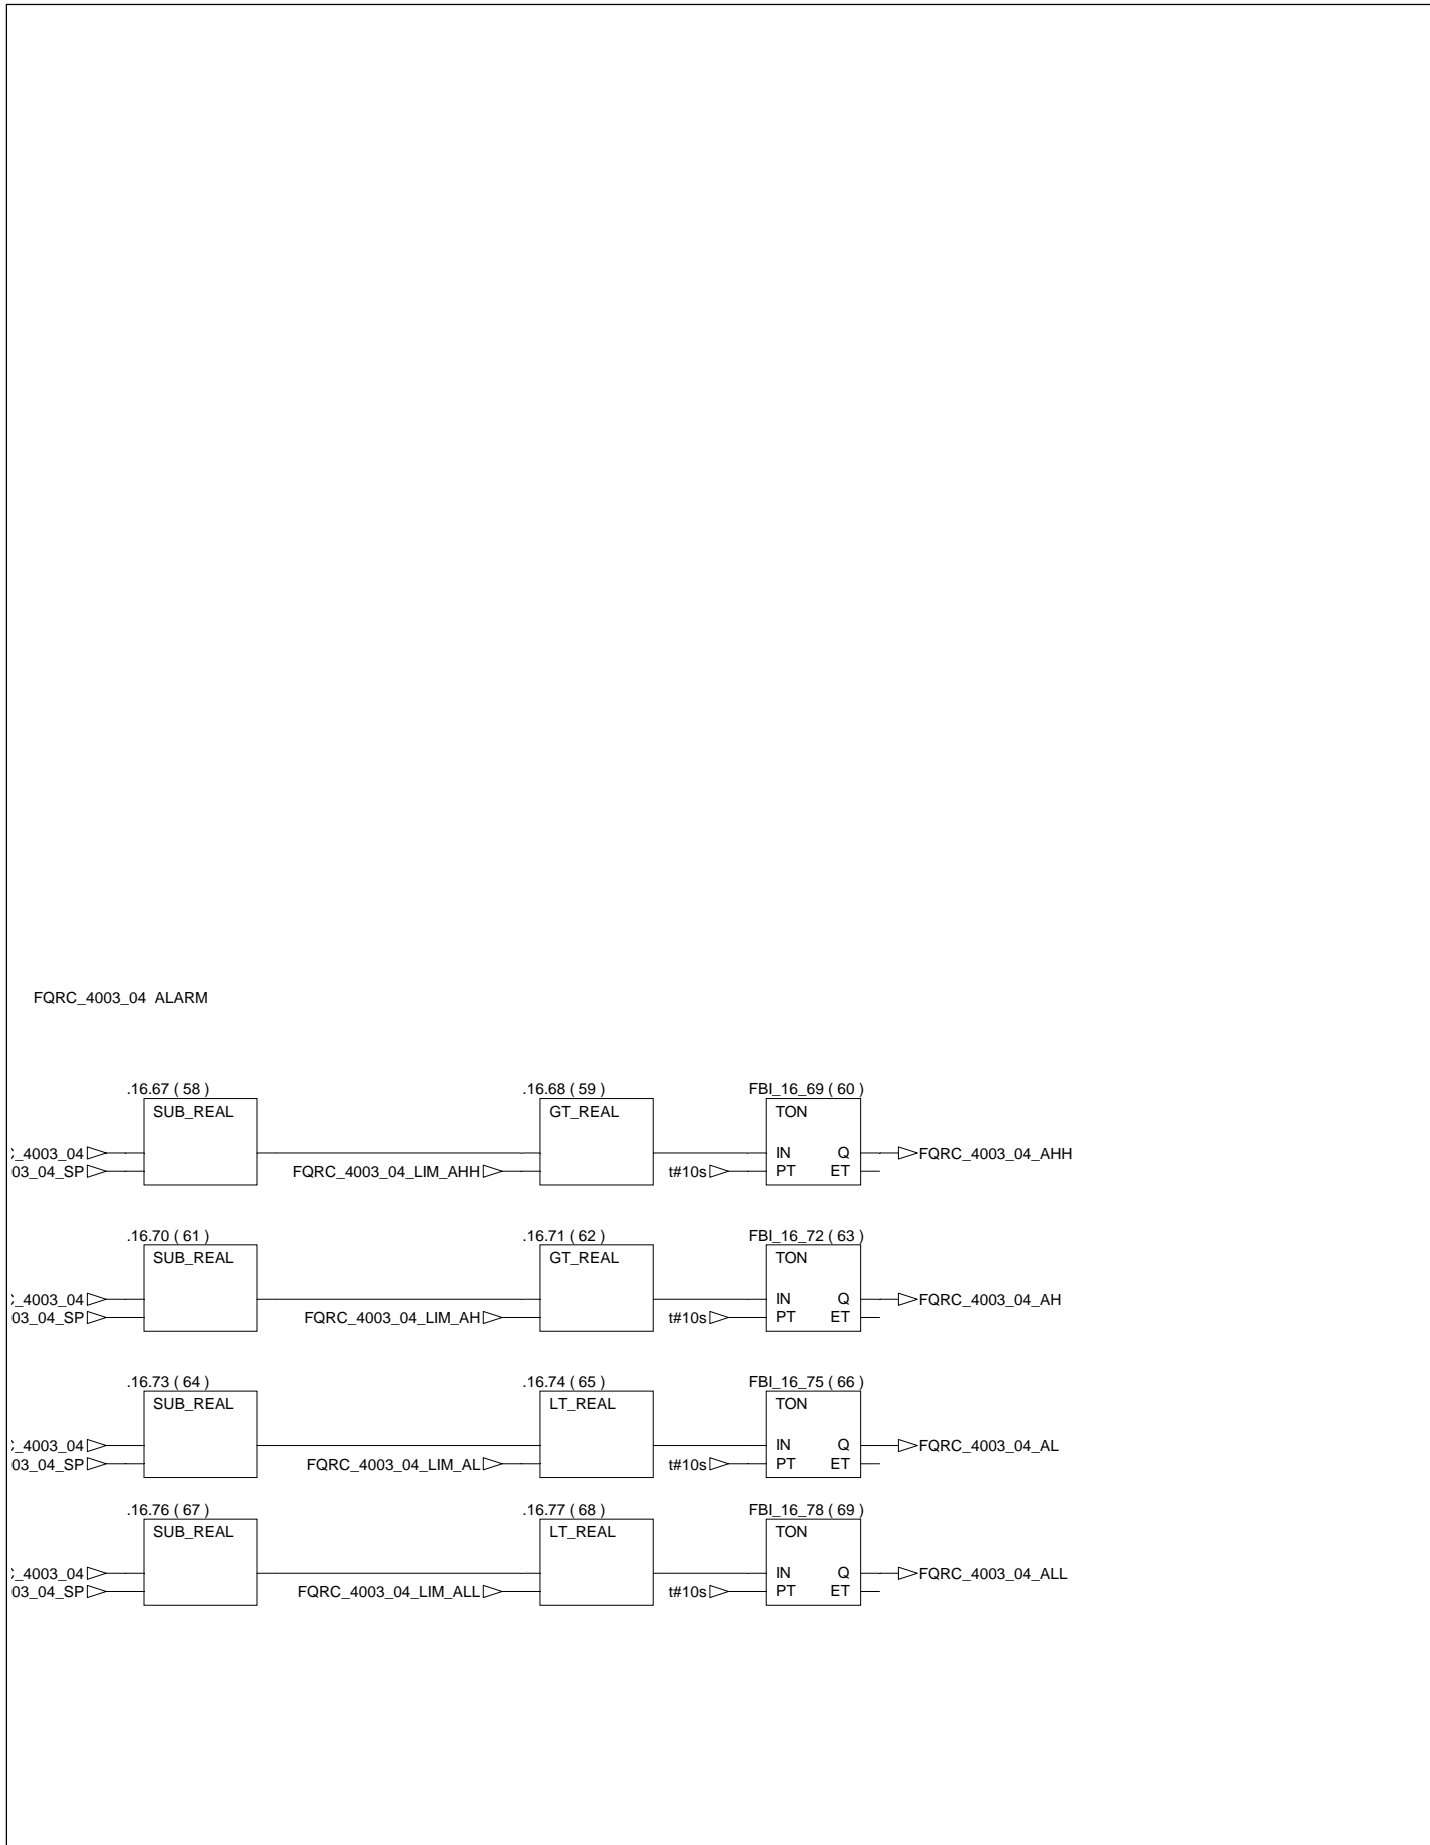 FQRC_4003_04 ALARM
.16.67 ( 58 )
.16.68 ( 59 )
FBI_16_69 ( 60 )
SUB_REAL
GT_REAL
TON
_4003_04
IN Q
FQRC_4003_04_AHH
03_04_SP
FQRC_4003_04_LIM_AHH
t#10s
PT ET
.16.70 ( 61 )
.16.71 ( 62 )
FBI_16_72 ( 63 )
SUB_REAL
GT_REAL
TON
_4003_04
IN Q
FQRC_4003_04_AH
03_04_SP
FQRC_4003_04_LIM_AH
t#10s
PT ET
.16.73 ( 64 )
.16.74 ( 65 )
FBI_16_75 ( 66 )
SUB_REAL
LT_REAL
TON
_4003_04
IN Q
FQRC_4003_04_AL
03_04_SP
FQRC_4003_04_LIM_AL
t#10s
PT ET
.16.76 ( 67 )
.16.77 ( 68 )
FBI_16_78 ( 69 )
SUB_REAL
LT_REAL
TON
_4003_04
IN Q
FQRC_4003_04_ALL
03_04_SP
FQRC_4003_04_LIM_ALL
t#10s
PT ET